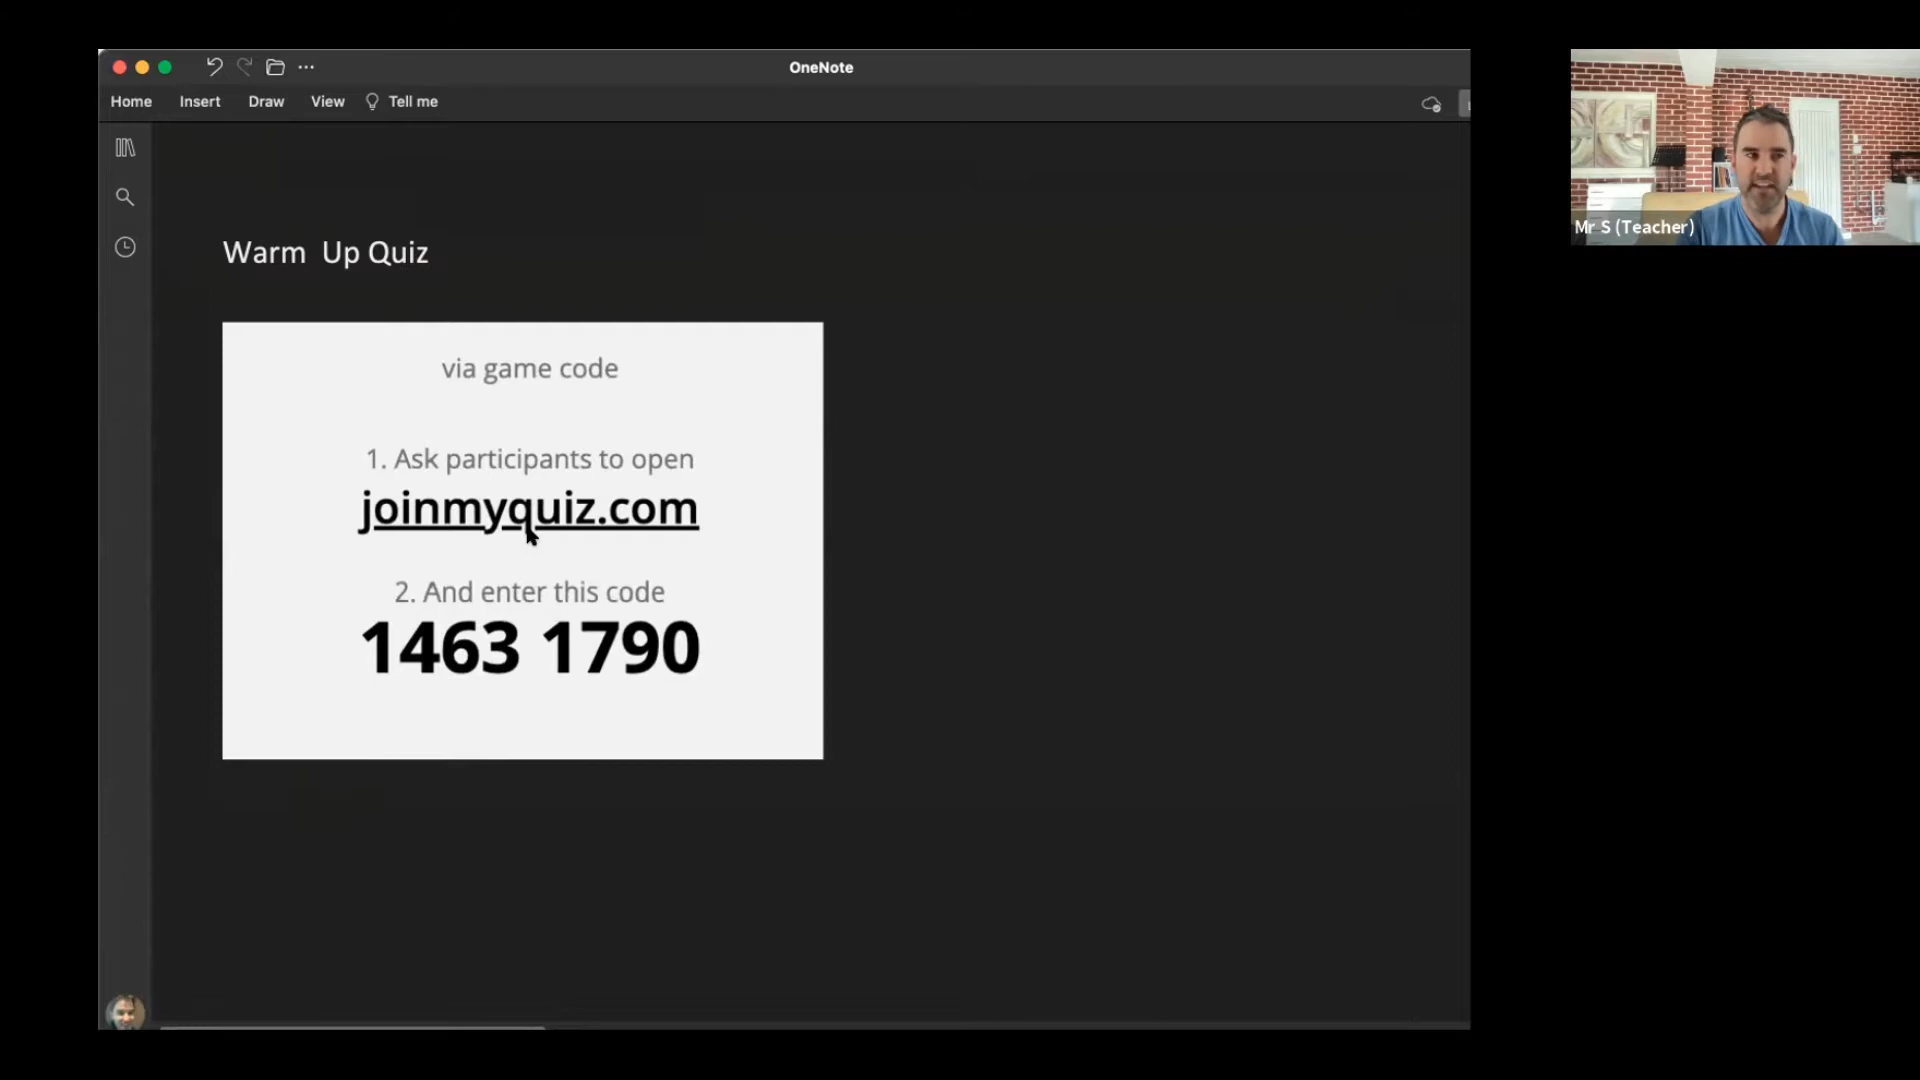 OneNote
Home Insert Draw View Tell me
Warm Up Quiz
via game code
1. Ask participants to open
joinmyquiz.com
2. And enter this code
1463 1790
Mr S (Teacher)